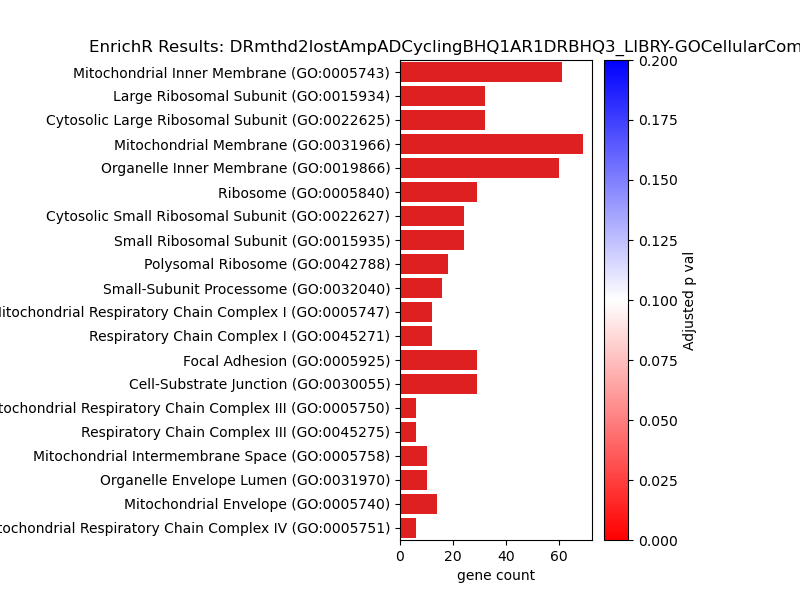 EnrichR Results: DRmthd2lostAmpADCyclingBHQ1AR1DRBHQ3_LIBRY-GOCellularCom
Mitochondrial Inner Membrane (GO:0005743)
Large Ribosomal Subunit (GO:0015934)
Cytosolic Large Ribosomal Subunit (GO:0022625)
Mitochondrial Membrane (GO:0031966)
Organelle Inner Membrane (GO:0019866)
Ribosome (GO:0005840)
Cytosolic Small Ribosomal Subunit (GO:0022627)
Small Ribosomal Subunit (GO:0015935)
Polysomal Ribosome (GO:0042788)
Small-Subunit Processome (GO:0032040)
itochondrial Respiratory Chain Complex I (GO:0005747)
Respiratory Chain Complex I (GO:0045271)
Focal Adhesion (GO:0005925)
Cell-Substrate Junction (GO:0030055)
tochondrial Respiratory Chain Complex III (GO:0005750)
Respiratory Chain Complex III (GO:0045275)
Mitochondrial Intermembrane Space (GO:0005758)
Organelle Envelope Lumen (GO:0031970)
Mitochondrial Envelope (GO:0005740)
tochondrial Respiratory Chain Complex IV (GO:0005751)
0 20 40 60
gene count
0.200
0.175
0.150
0.125
0.100
0.075
0.050
0.025
0.000
Adjusted p val